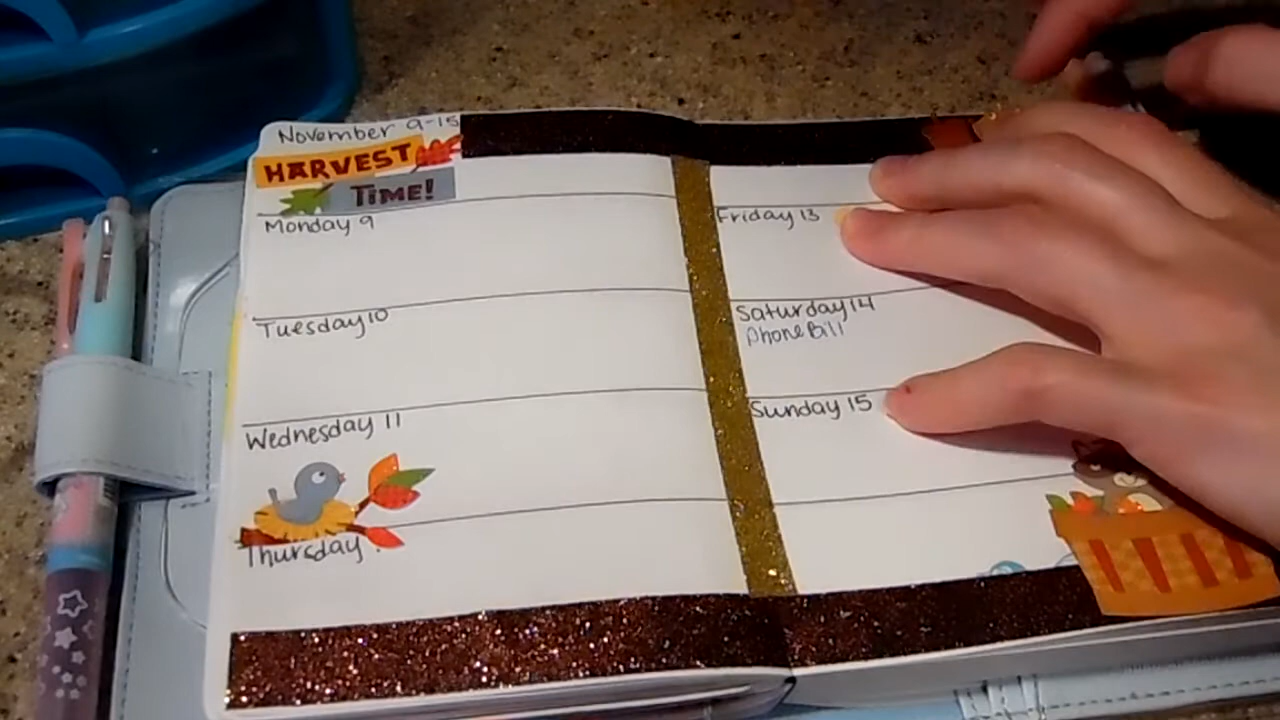 November 9-15
HARVEST
TIME!
Monday 9
Tuesday 10
Wednesday 11
Thursday
Friday 13
Saturday 14
Phone Bill
Sunday 15